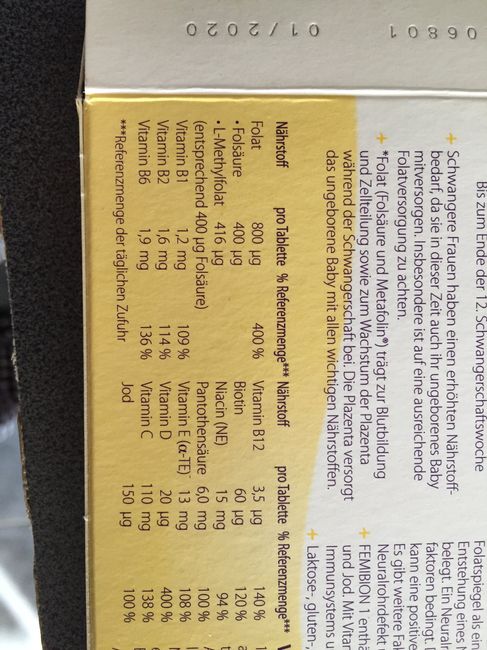 06801 01/2020
Bis zum Ende der 12. Schwangerschaftswoche
+ Schwangere Frauen haben einen erhöhten Nährstoff-
bedarf, da sie in dieser Zeit auch ihr ungeborenes Baby
mitversorgen. Insbesondere ist auf eine ausreichende
Folatversorgung zu achten.
+ *Folat (Folsäure und Metafolin®) trägt zur Blutbildung
und Zellteilung sowie zum Wachstum der Plazenta
während der Schwangerschaft bei. Die Plazenta versorgt
das ungeborene Baby mit allen wichtigen Nährstoffen.
Folatspiegel als ein
Entstehung eines N
belegt. Ein Neuralr
faktoren bedingt.
kann eine positive
Es gibt weitere Fak
Neuralrohrdefekt
+ FEMIBION 1 enthä
und Jod. Mit Vitar
Immunsystems u
+ Laktose-, gluten-,
Nährstoff pro Tablette % Referenzmenge***
Folat 800 µg 400 %
• Folsäure 400 µg
• L-Methylfolat 416 µg
(entsprechend 400 µg Folsäure)
Vitamin B1 1,2 mg 109 %
Vitamin B2 1,6 mg 114 %
Vitamin B6 1,9 mg 136 %
***Referenzmenge der täglichen Zufuhr
Nährstoff pro Tablette % Referenzmenge***
Vitamin B12 3,5 µg 140 %
Biotin 60 µg 120 %
Niacin (NE) 15 mg 94 %
Pantothensäure 6,0 mg 100 %
Vitamin E (α-TE) 13 mg 108 %
Vitamin D 20 µg 400 %
Vitamin C 110 mg 138 %
Jod 150 µg 100 %